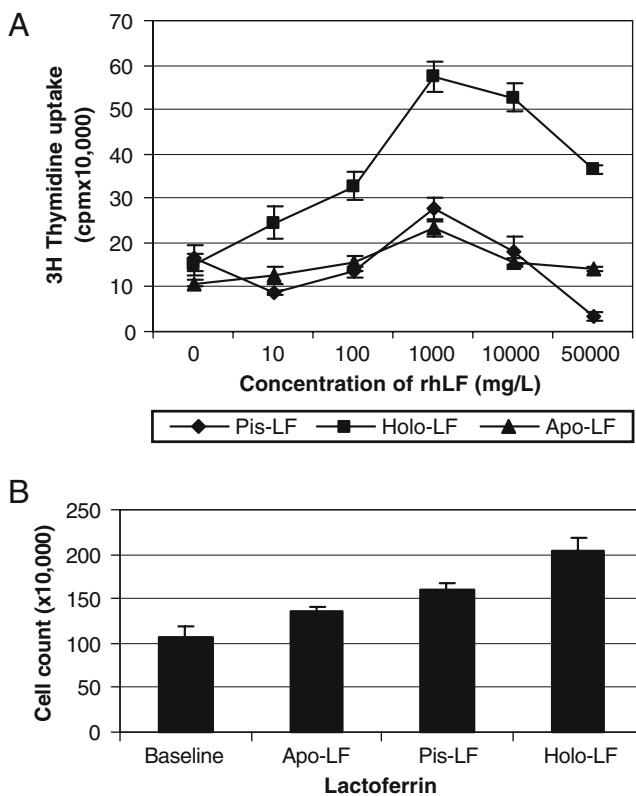 A
3H Thymidine uptake
(cpmx10,000)
70
60
50
40
30
20
10
0
0 10 100 1000 10000 50000
Concentration of rhLF (mg/L)
Pis-LF Holo-LF Apo-LF
B
Cell count (x10,000)
250
200
150
100
50
0
Baseline Apo-LF Pis-LF Holo-LF
Lactoferrin